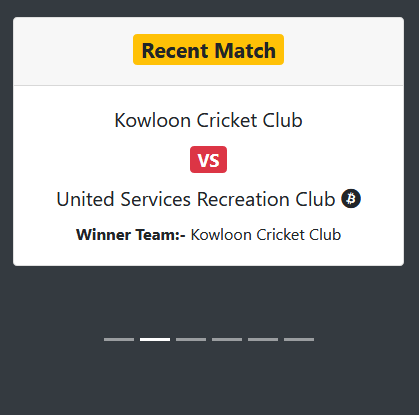 Recent Match
Kowloon Cricket Club
VS
United Services Recreation Club
Winner Team:- Kowloon Cricket Club